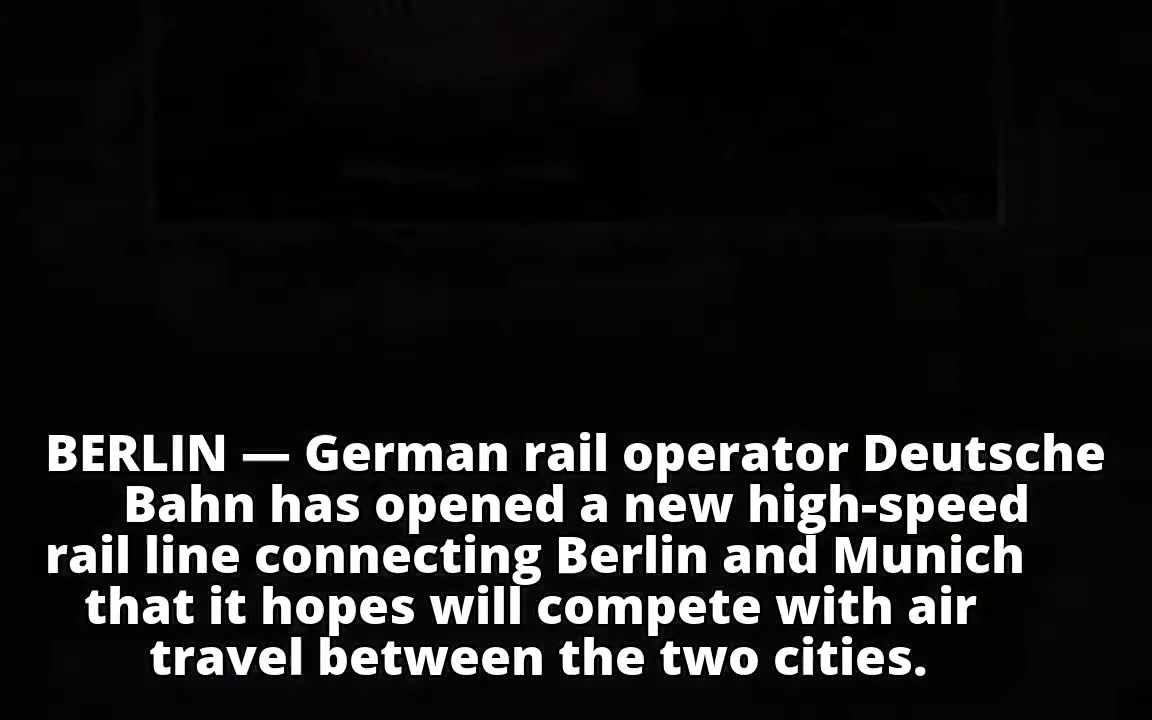 BERLIN — German rail operator Deutsche
Bahn has opened a new high-speed
rail line connecting Berlin and Munich
that it hopes will compete with air
travel between the two cities.